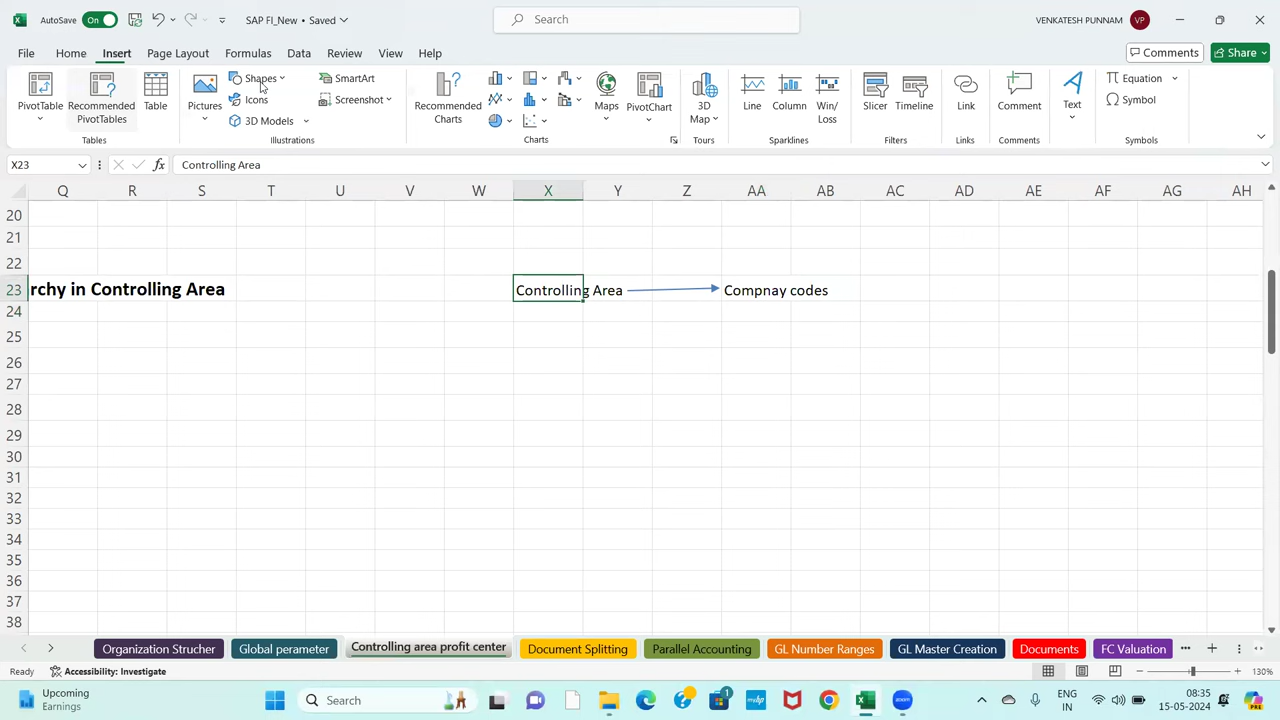 AutoSave On SAP FI_New • Saved Search VENKATESH PUNNAM VP
File Home Insert Page Layout Formulas Data Review View Help Comments Share
PivotTable Recommended PivotTables Table Pictures Shapes Icons 3D Models SmartArt Screenshot Recommended Charts Maps PivotChart 3D Map Line Column Win/Loss Slicer Timeline Link Comment Text Equation Symbol
Tables Illustrations Charts Tours Sparklines Filters Links Comments Symbols
X23 fx Controlling Area
Q R S T U V W X Y Z AA AB AC AD AE AF AG AH
20
21
22
23 rchy in Controlling Area Controlling Area Compnay codes
24
25
26
27
28
29
30
31
32
33
34
35
36
37
38
Organization Strucher Global perameter Controlling area profit center Document Splitting Parallel Accounting GL Number Ranges GL Master Creation Documents FC Valuation
Ready Accessibility: Investigate 130%
Upcoming
Earnings
Search
1
myHP
ENG
IN
08:35
15-05-2024
PRE